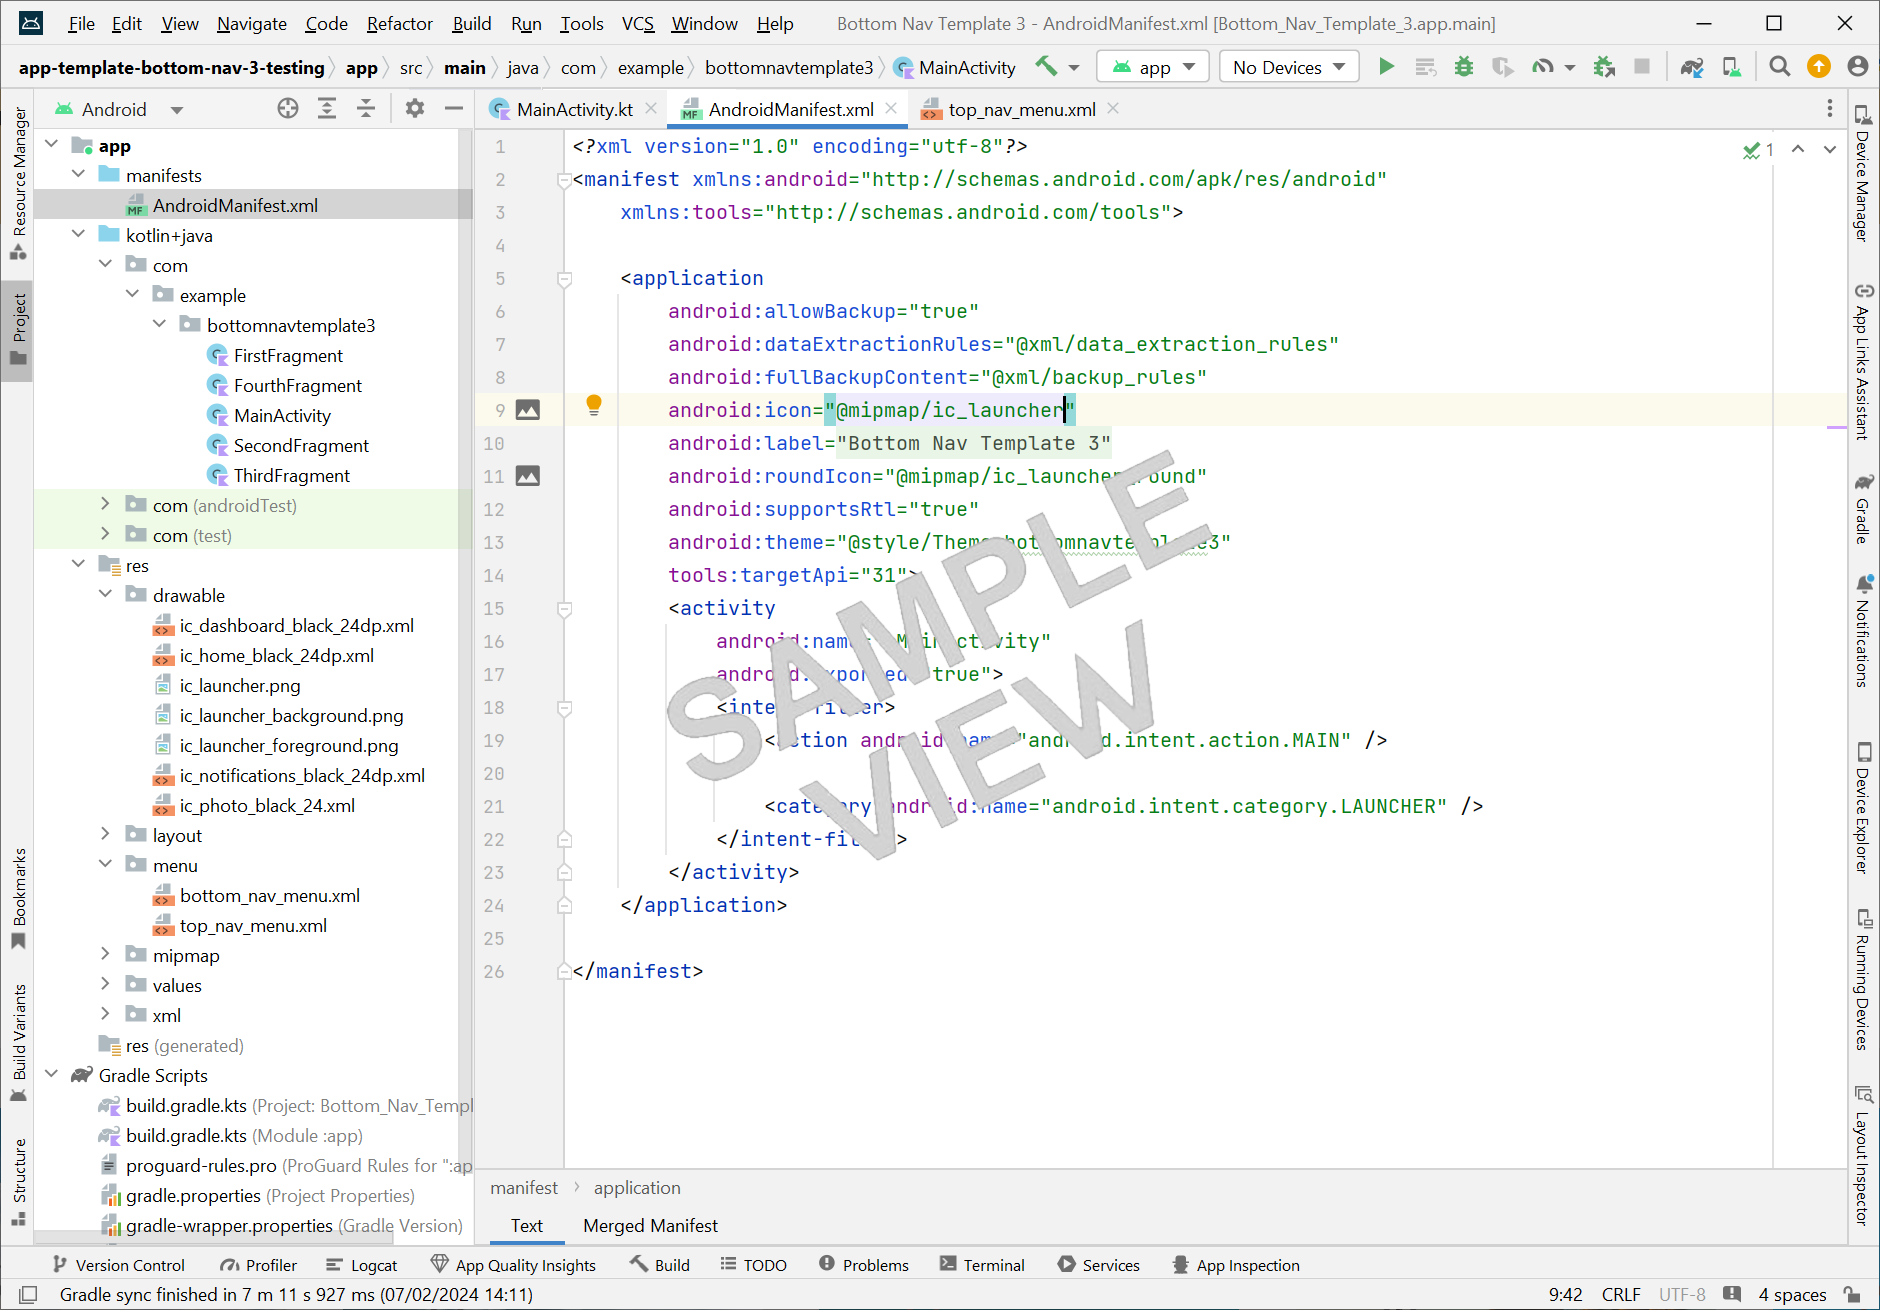 File Edit View Navigate Code Refactor Build Run Tools VCS Window Help Bottom Nav Template 3 - AndroidManifest.xml [Bottom_Nav_Template_3.app.main]
app-template-bottom-nav-3-testing app src main java com example bottomnavtemplate3 MainActivity app No Devices
Android
MainActivity.kt AndroidManifest.xml top_nav_menu.xml
Resource Manager
Project
Bookmarks
Build Variants
Structure
app
manifests
AndroidManifest.xml
kotlin+java
com
example
bottomnavtemplate3
FirstFragment
FourthFragment
MainActivity
SecondFragment
ThirdFragment
com (androidTest)
com (test)
res
drawable
ic_dashboard_black_24dp.xml
ic_home_black_24dp.xml
ic_launcher.png
ic_launcher_background.png
ic_launcher_foreground.png
ic_notifications_black_24dp.xml
ic_photo_black_24.xml
layout
menu
bottom_nav_menu.xml
top_nav_menu.xml
mipmap
values
xml
res (generated)
Gradle Scripts
build.gradle.kts (Project: Bottom_Nav_Templ
build.gradle.kts (Module :app)
proguard-rules.pro (ProGuard Rules for ":ap
gradle.properties (Project Properties)
gradle-wrapper.properties (Gradle Version)
1 <?xml version="1.0" encoding="utf-8"?>
2 <manifest xmlns:android="http://schemas.android.com/apk/res/android"
3 xmlns:tools="http://schemas.android.com/tools">
4
5 <application
6 android:allowBackup="true"
7 android:dataExtractionRules="@xml/data_extraction_rules"
8 android:fullBackupContent="@xml/backup_rules"
9 android:icon="@mipmap/ic_launcher"
10 android:label="Bottom Nav Template 3"
11 android:roundIcon="@mipmap/ic_launcher_round"
12 android:supportsRtl="true"
13 android:theme="@style/Theme.bottomnavtemplate3"
14 tools:targetApi="31">
15 <activity
16 android:name=".MainActivity"
17 android:exported="true">
18 <intent-filter>
19 <action android:name="android.intent.action.MAIN" />
20
21 <category android:name="android.intent.category.LAUNCHER" />
22 </intent-filter>
23 </activity>
24 </application>
25
26 </manifest>
1
SAMPLE
VIEW
manifest application
Text Merged Manifest
Device Manager
App Links Assistant
Gradle
Notifications
Device Explorer
Running Devices
Layout Inspector
Version Control Profiler Logcat App Quality Insights Build TODO Problems Terminal Services App Inspection
Gradle sync finished in 7 m 11 s 927 ms (07/02/2024 14:11) 9:42 CRLF UTF-8 4 spaces